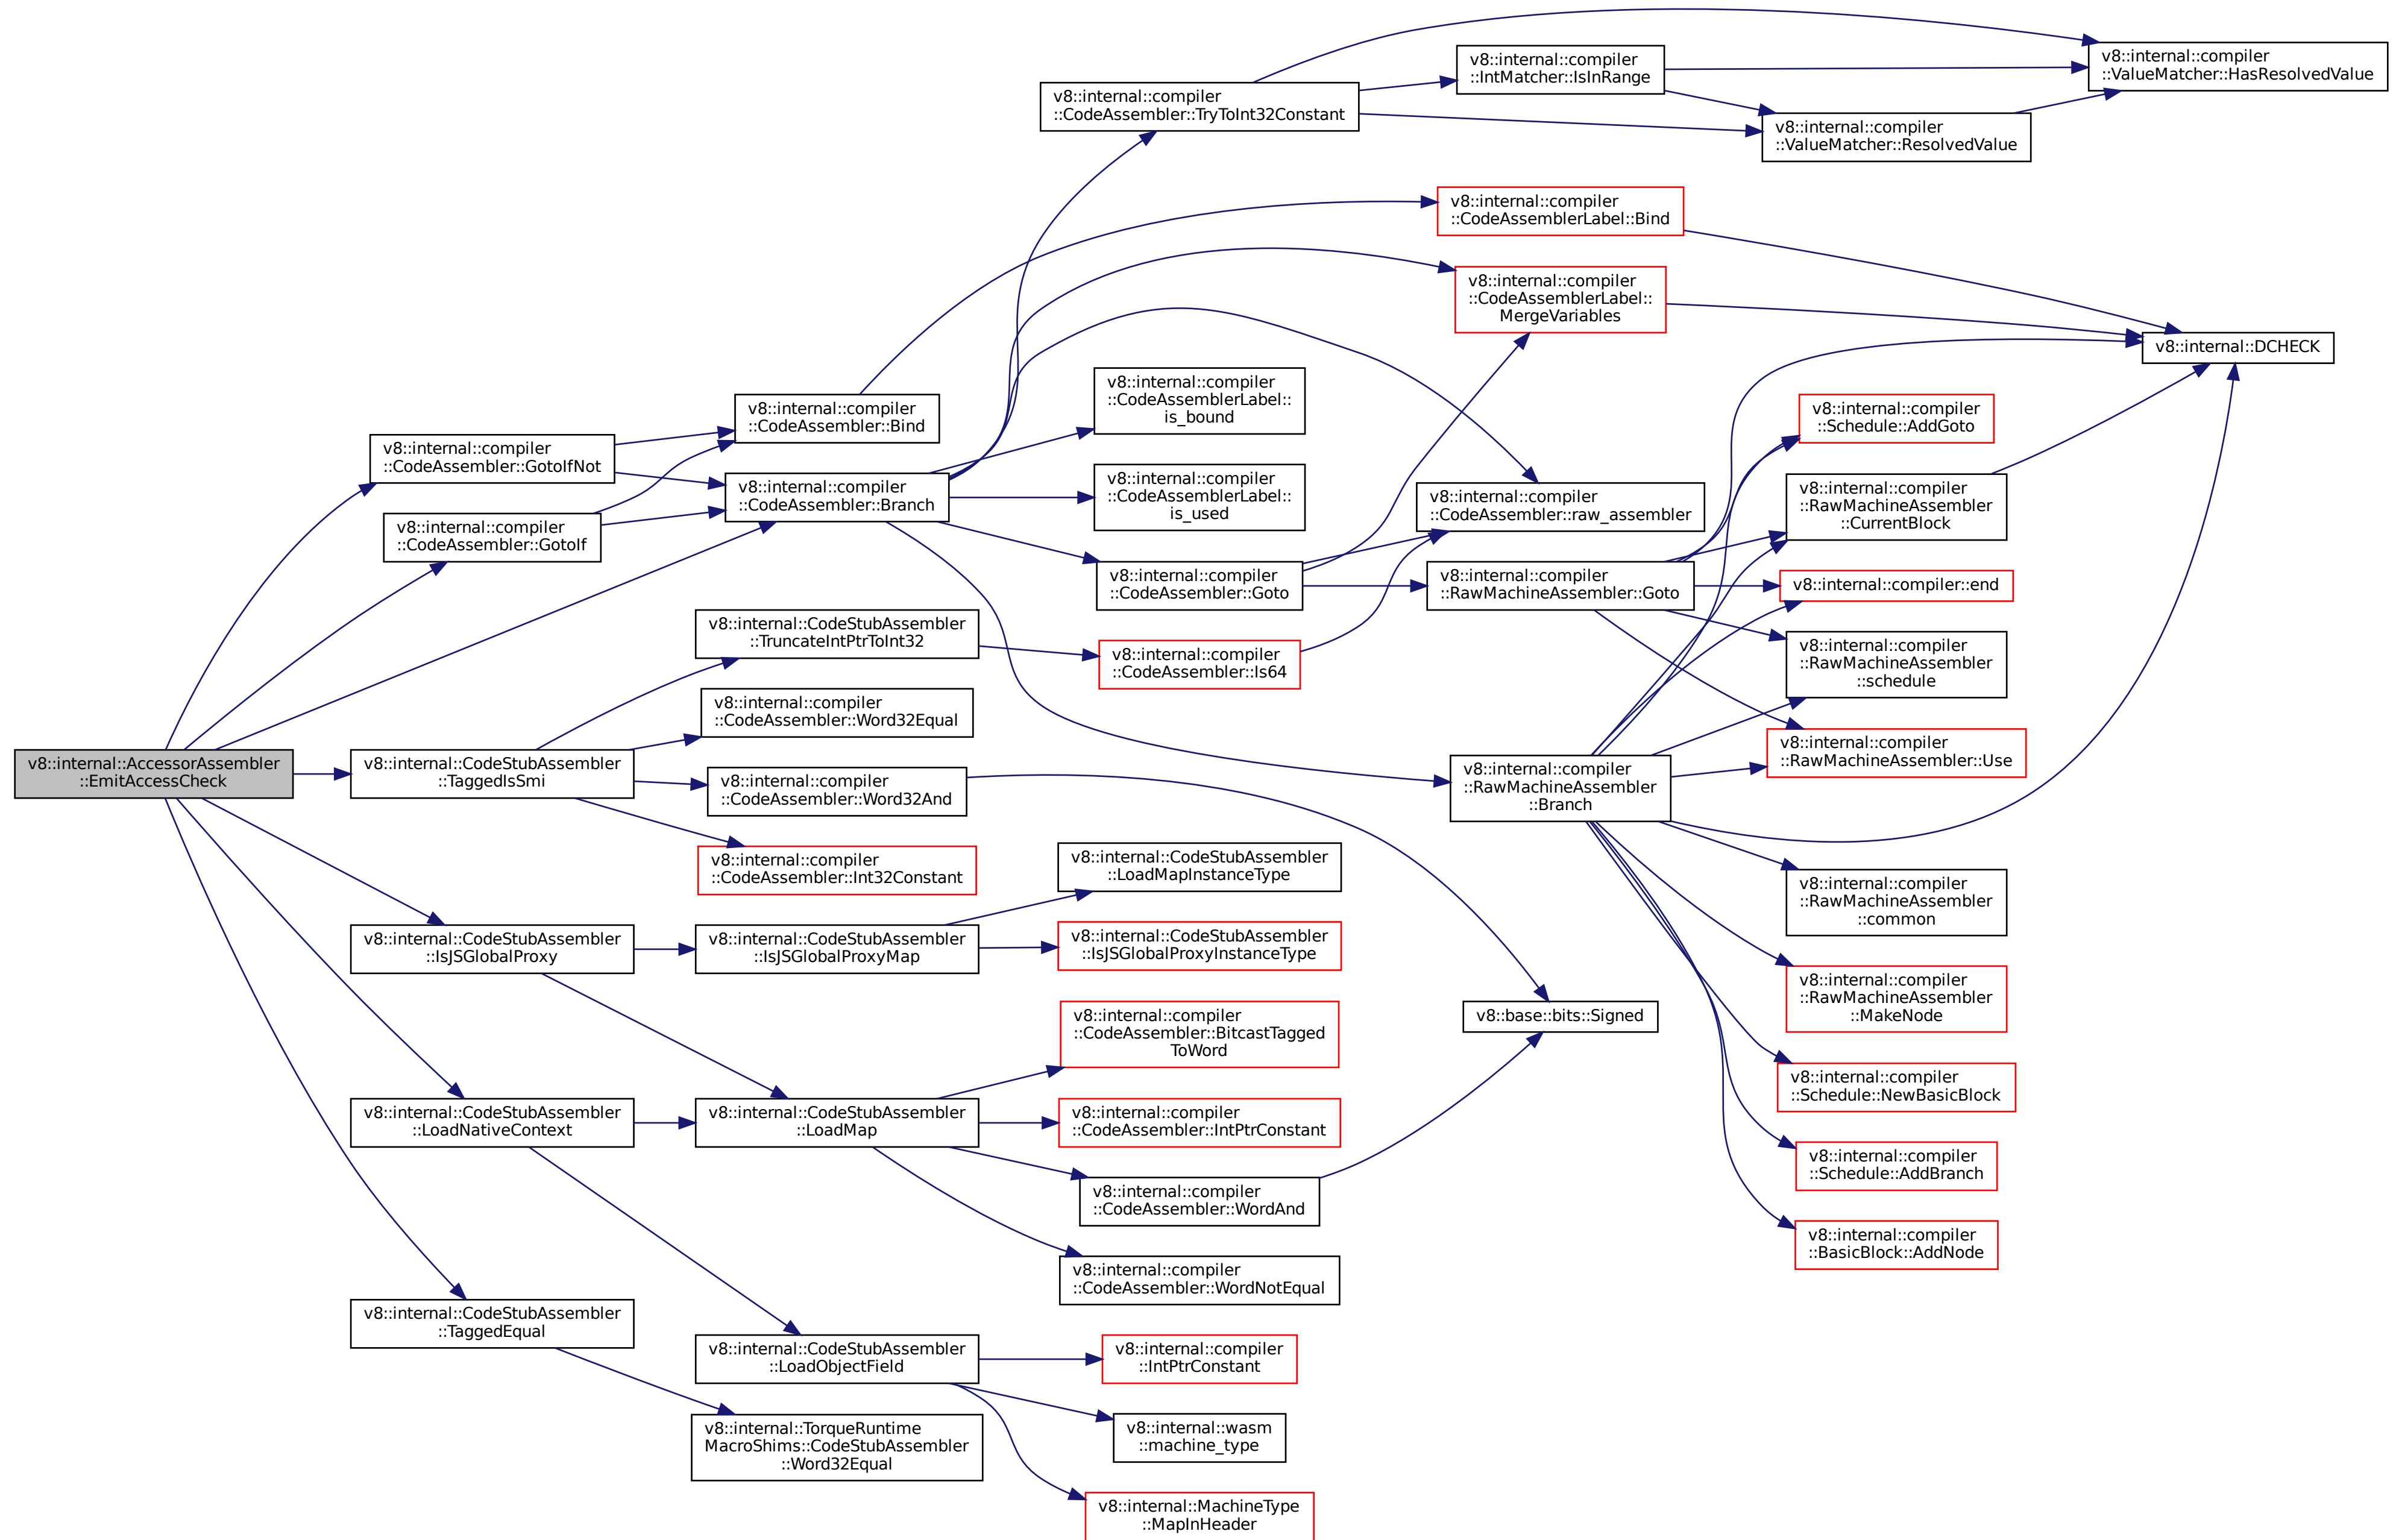 v8::internal::AccessorAssembler
::EmitAccessCheck
v8::internal::compiler
::CodeAssembler::GotoIfNot
v8::internal::compiler
::CodeAssembler::GotoIf
v8::internal::CodeStubAssembler
::TaggedIsSmi
v8::internal::CodeStubAssembler
::IsJSGlobalProxy
v8::internal::CodeStubAssembler
::LoadNativeContext
v8::internal::CodeStubAssembler
::TaggedEqual
v8::internal::compiler
::CodeAssembler::Bind
v8::internal::compiler
::CodeAssembler::Branch
v8::internal::CodeStubAssembler
::TruncateIntPtrToInt32
v8::internal::compiler
::CodeAssembler::Word32Equal
v8::internal::compiler
::CodeAssembler::Word32And
v8::internal::compiler
::CodeAssembler::Int32Constant
v8::internal::CodeStubAssembler
::IsJSGlobalProxyMap
v8::internal::CodeStubAssembler
::LoadMap
v8::internal::CodeStubAssembler
::LoadObjectField
v8::internal::TorqueRuntime
MacroShims::CodeStubAssembler
::Word32Equal
v8::internal::compiler
::CodeAssembler::TryToInt32Constant
v8::internal::compiler
::CodeAssemblerLabel::
is_bound
v8::internal::compiler
::CodeAssemblerLabel::
is_used
v8::internal::compiler
::CodeAssembler::Goto
v8::internal::compiler
::CodeAssembler::Is64
v8::internal::CodeStubAssembler
::LoadMapInstanceType
v8::internal::CodeStubAssembler
::IsJSGlobalProxyInstanceType
v8::internal::compiler
::CodeAssembler::BitcastTagged
ToWord
v8::internal::compiler
::CodeAssembler::IntPtrConstant
v8::internal::compiler
::CodeAssembler::WordAnd
v8::internal::compiler
::CodeAssembler::WordNotEqual
v8::internal::compiler
::IntPtrConstant
v8::internal::wasm
::machine_type
v8::internal::MachineType
::MapInHeader
v8::internal::compiler
::IntMatcher::IsInRange
v8::internal::compiler
::CodeAssemblerLabel::Bind
v8::internal::compiler
::CodeAssemblerLabel::
MergeVariables
v8::internal::compiler
::CodeAssembler::raw_assembler
v8::internal::compiler
::RawMachineAssembler::Goto
v8::internal::compiler
::RawMachineAssembler
::Branch
v8::base::bits::Signed
v8::internal::compiler
::ValueMatcher::ResolvedValue
v8::internal::compiler
::Schedule::AddGoto
v8::internal::compiler
::RawMachineAssembler
::CurrentBlock
v8::internal::compiler::end
v8::internal::compiler
::RawMachineAssembler
::schedule
v8::internal::compiler
::RawMachineAssembler::Use
v8::internal::compiler
::RawMachineAssembler
::common
v8::internal::compiler
::RawMachineAssembler
::MakeNode
v8::internal::compiler
::Schedule::NewBasicBlock
v8::internal::compiler
::Schedule::AddBranch
v8::internal::compiler
::BasicBlock::AddNode
v8::internal::compiler
::ValueMatcher::HasResolvedValue
v8::internal::DCHECK